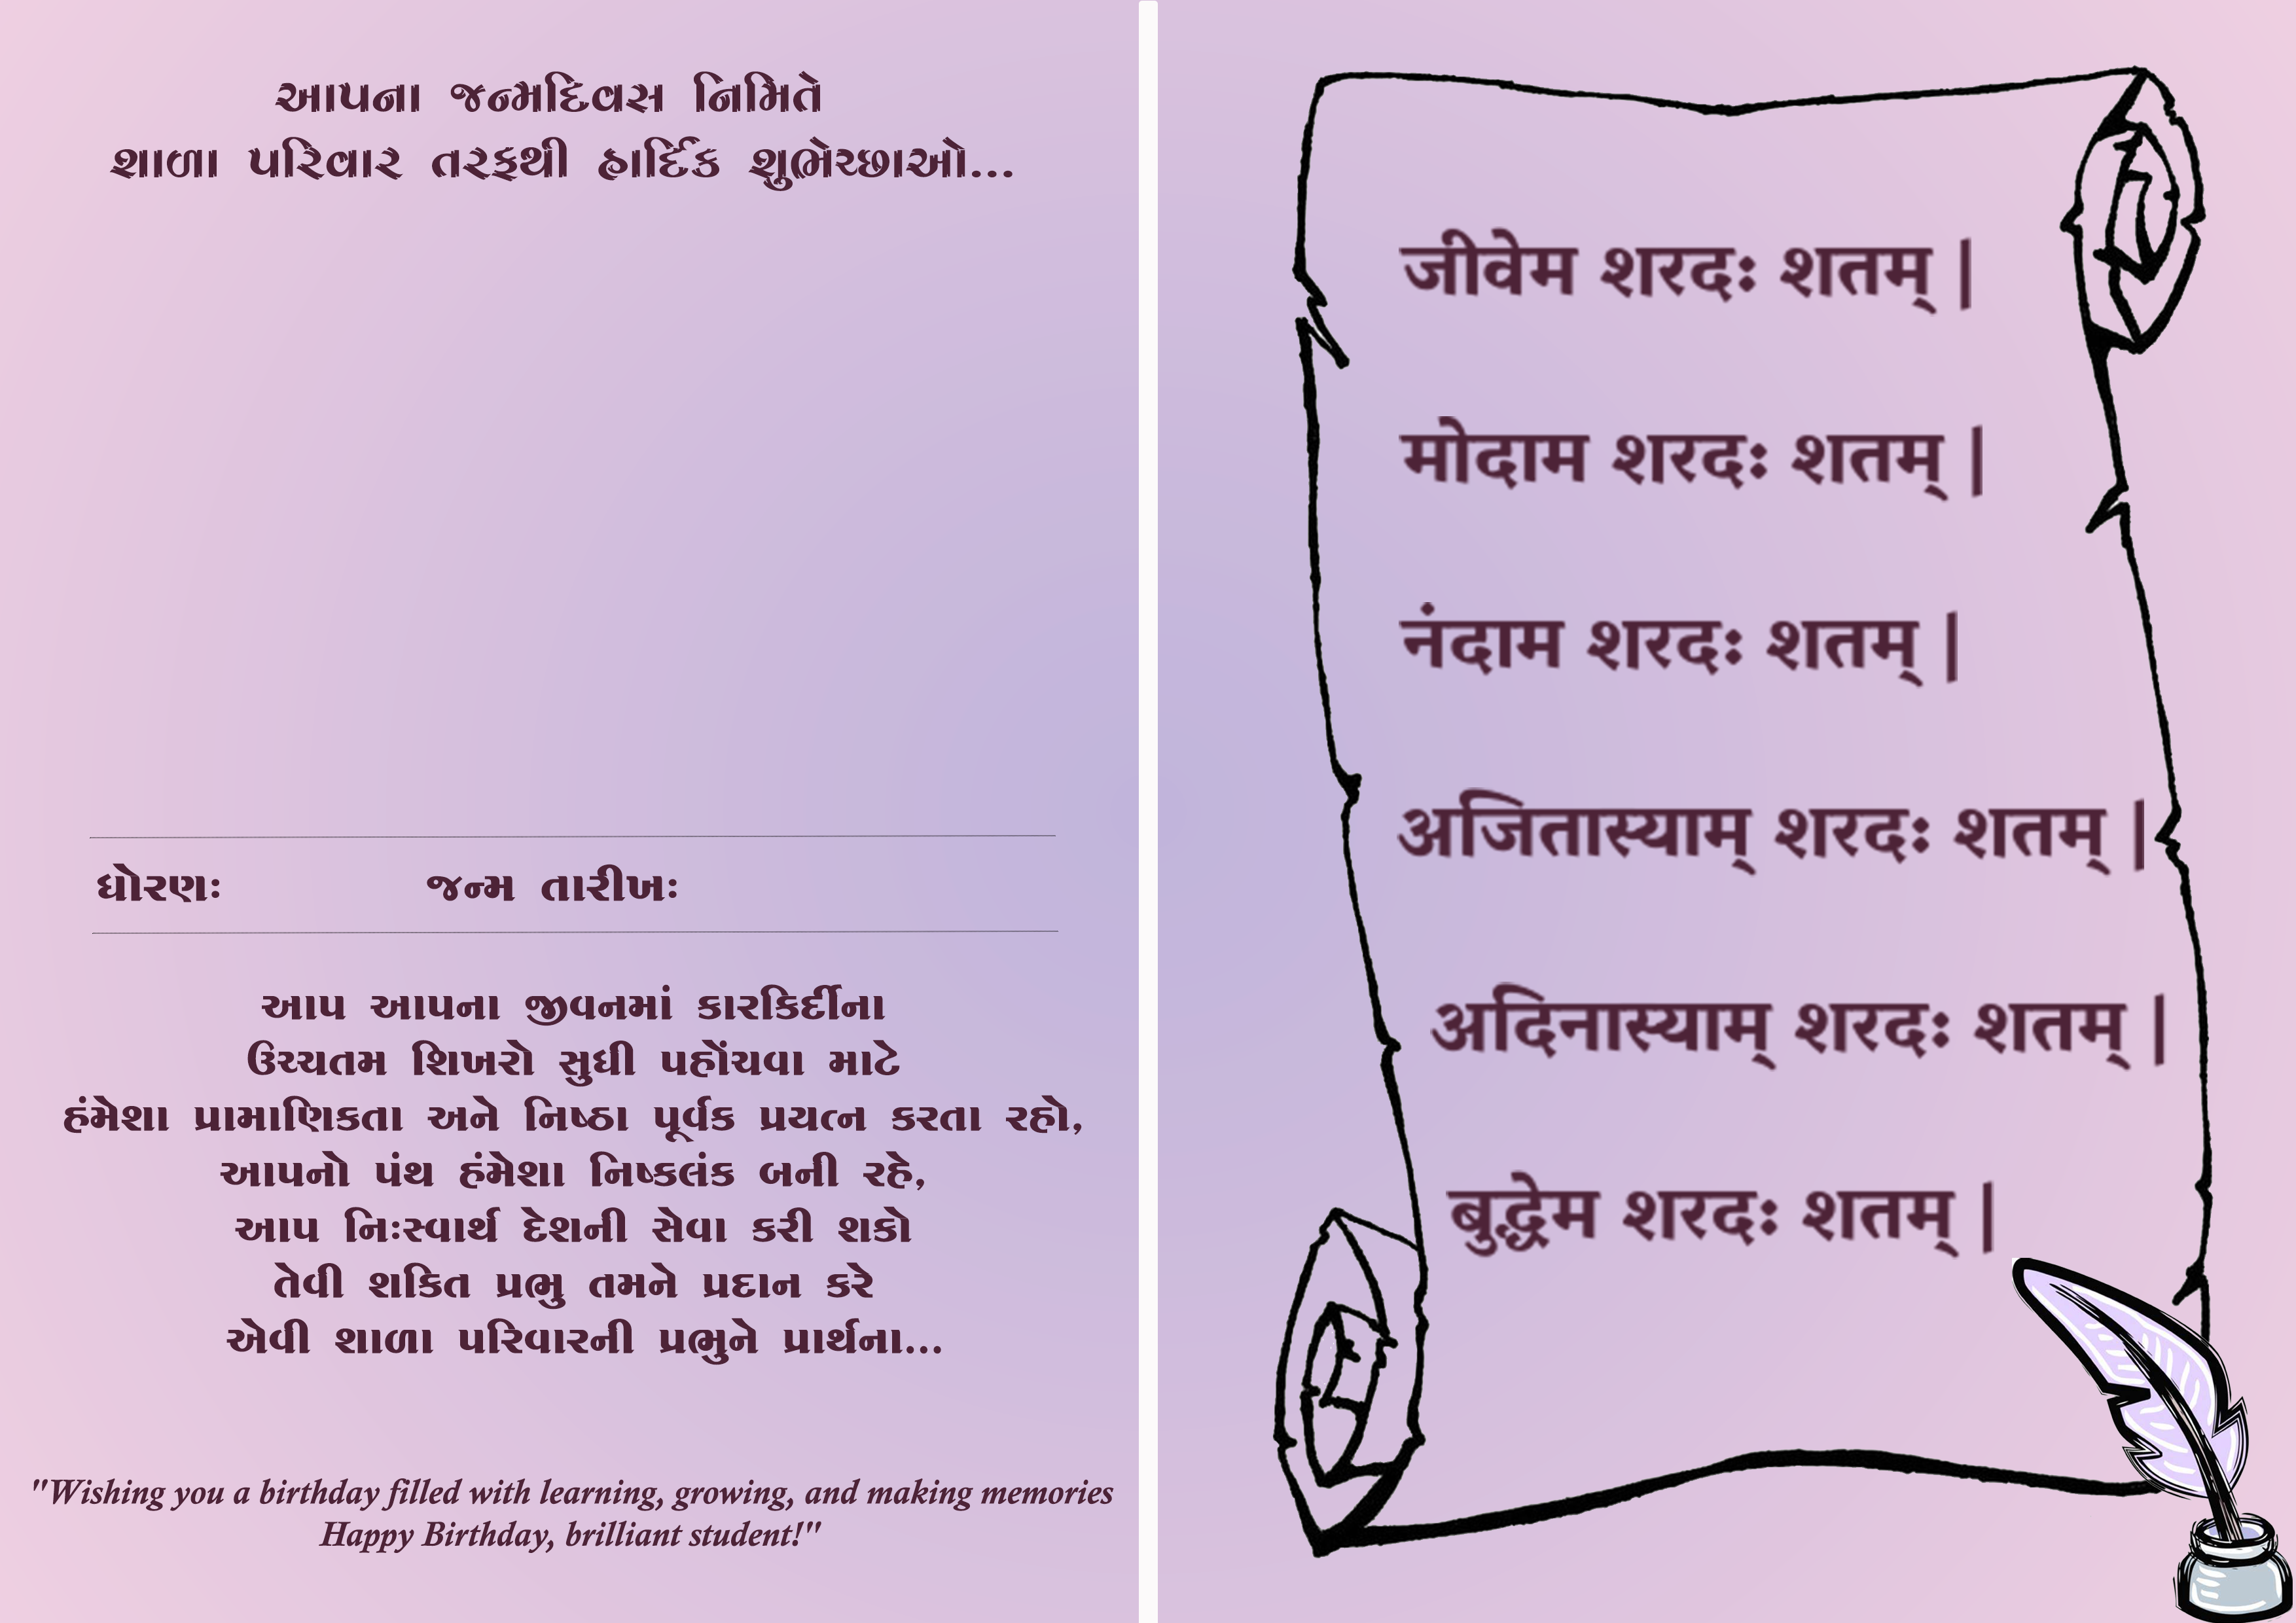 આપના જન્મદિવસ નિમિતે
શાળા પરિવાર તરફથી હાર્દિક શુભેચ્છાઓ...
ધોરણઃ જન્મ તારીખઃ
આપ આપના જીવનમાં કારકિર્દીના
ઉચ્ચતમ શિખરો સુધી પહોંચવા માટે
હંમેશા પ્રામાણિકતા અને નિષ્ઠા પૂર્વક પ્રયત્ન કરતા રહો,
આપનો પંથ હંમેશા નિષ્કલંક બની રહે,
આપ નિઃસ્વાર્થ દેશની સેવા કરી શકો
તેવી શકિત પ્રભુ તમને પ્રદાન કરે
એવી શાળા પરિવારની પ્રભુને પ્રાર્થના...
"Wishing you a birthday filled with learning, growing, and making memories
Happy Birthday, brilliant student!"
जीवेम शरदः शतम् |
मोदाम शरदः शतम् |
नंदाम शरदः शतम् |
अजितास्याम् शरदः शतम् |
अदिनास्याम् शरदः शतम् |
बुद्धेम शरदः शतम् |